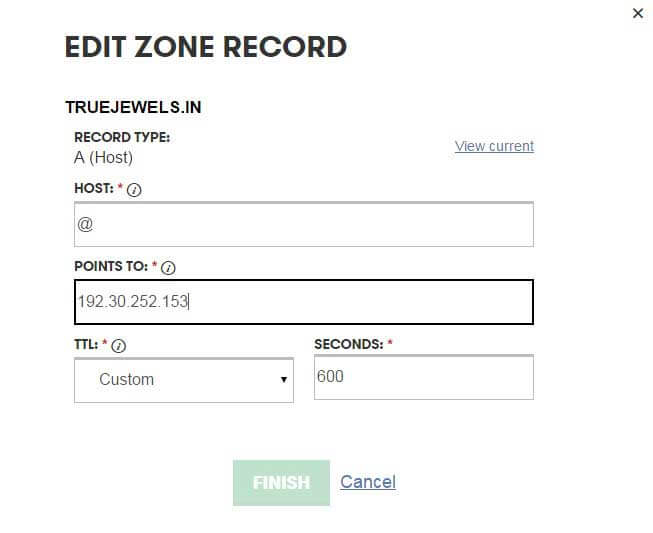 ×
EDIT ZONE RECORD
TRUEJEWELS.IN
RECORD TYPE:
A (Host)
View current
HOST: * i
@
POINTS TO: * i
192.30.252.153
TTL: * i
SECONDS: *
Custom
600
FINISH
Cancel